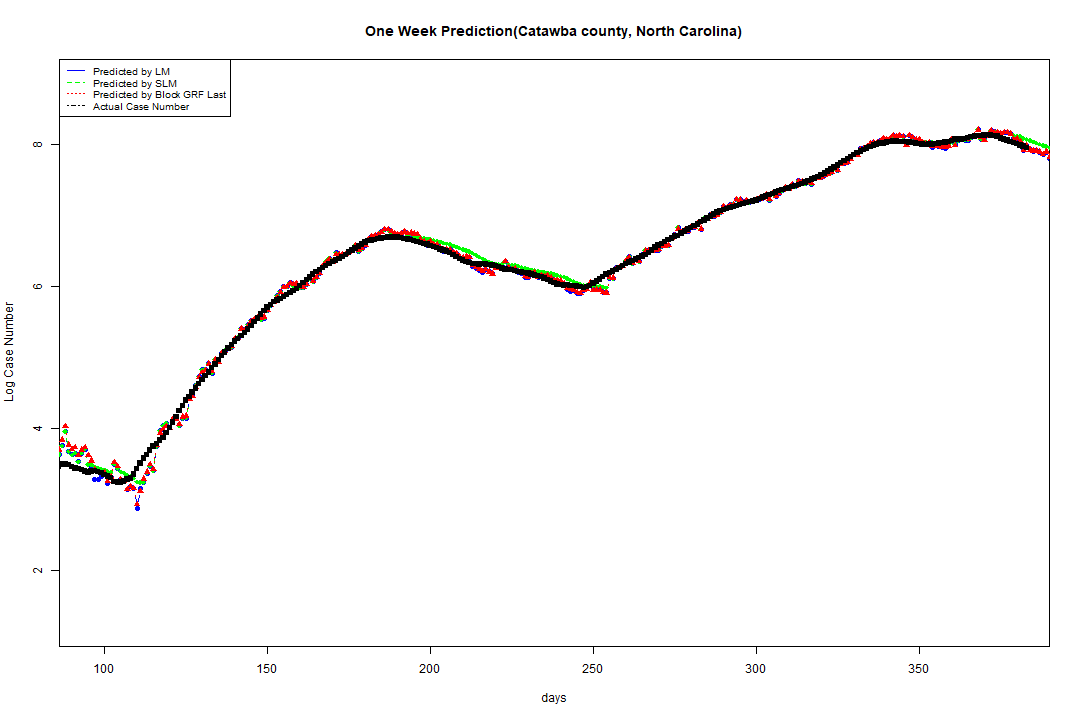 One Week Prediction(Catawba county, North Carolina)
Predicted by LM
Predicted by SLM
Predicted by Block GRF Last
Actual Case Number
8
6
4
2
Log Case Number
100 150 200 250 300 350
days